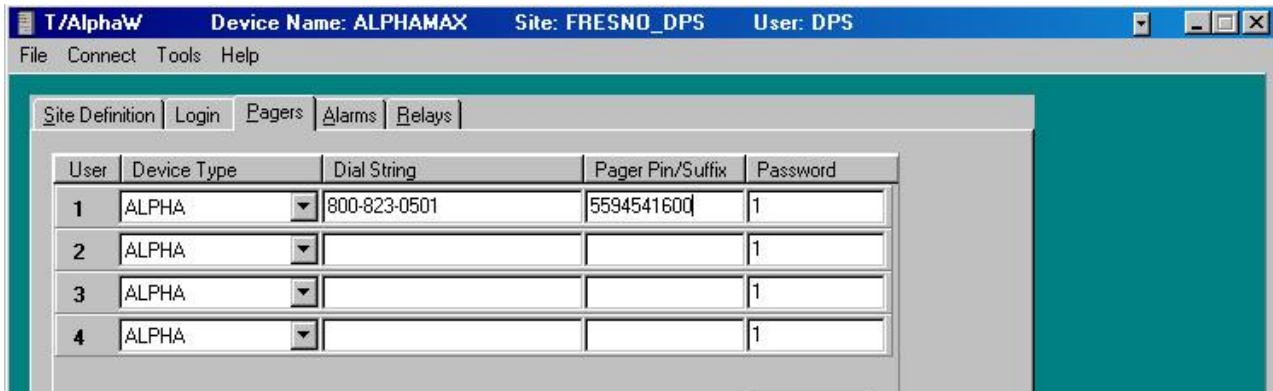 T/AlphaW Device Name: ALPHAMAX Site: FRESNO_DPS User: DPS
File Connect Tools Help
Site Definition Login Pagers Alarms Relays
User Device Type Dial String Pager Pin/Suffix Password
1 ALPHA 800-823-0501 5594541600 1
2 ALPHA 1
3 ALPHA 1
4 ALPHA 1